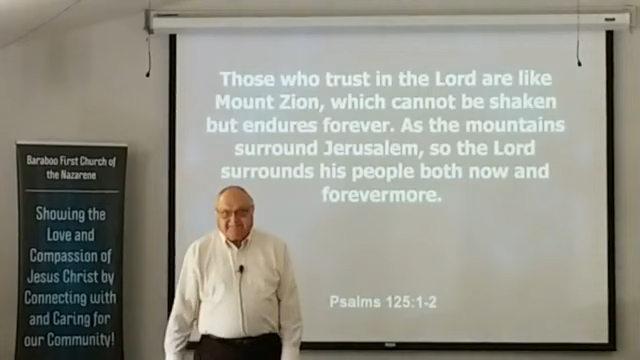 Those who trust in the Lord are like
Mount Zion, which cannot be shaken
but endures forever. As the mountains
surround Jerusalem, so the Lord
surrounds his people both now and
forevermore.
Psalms 125:1-2
Baraboo First Church of
the Nazarene
Showing the
Love and
Compassion of
Jesus Christ by
Connecting with
and Caring for
our Community!